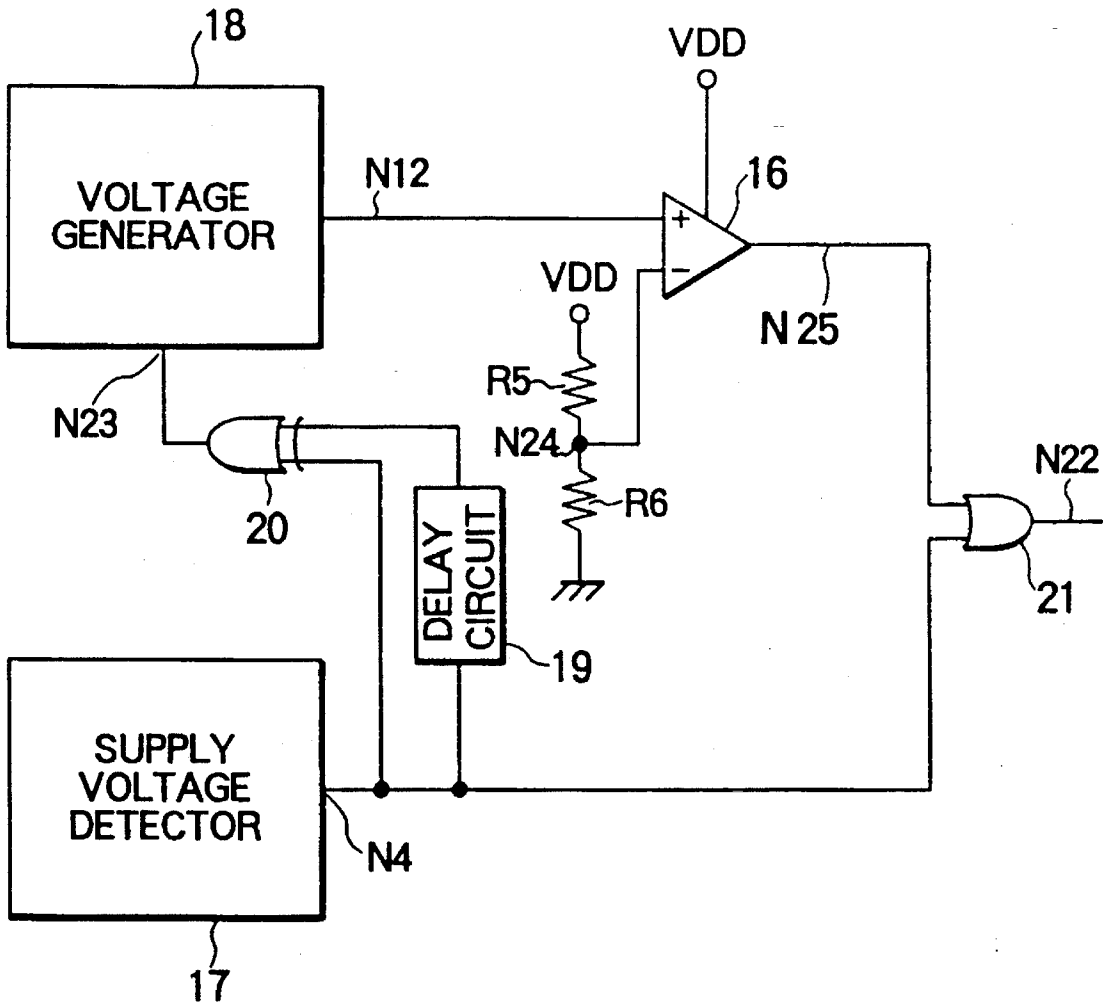 18
VDD
VOLTAGE
GENERATOR
N12
+
−
16
VDD
N25
R5
N23
N24
N22
20
R6
DELAY
CIRCUIT
21
19
SUPPLY
VOLTAGE
DETECTOR
N4
17